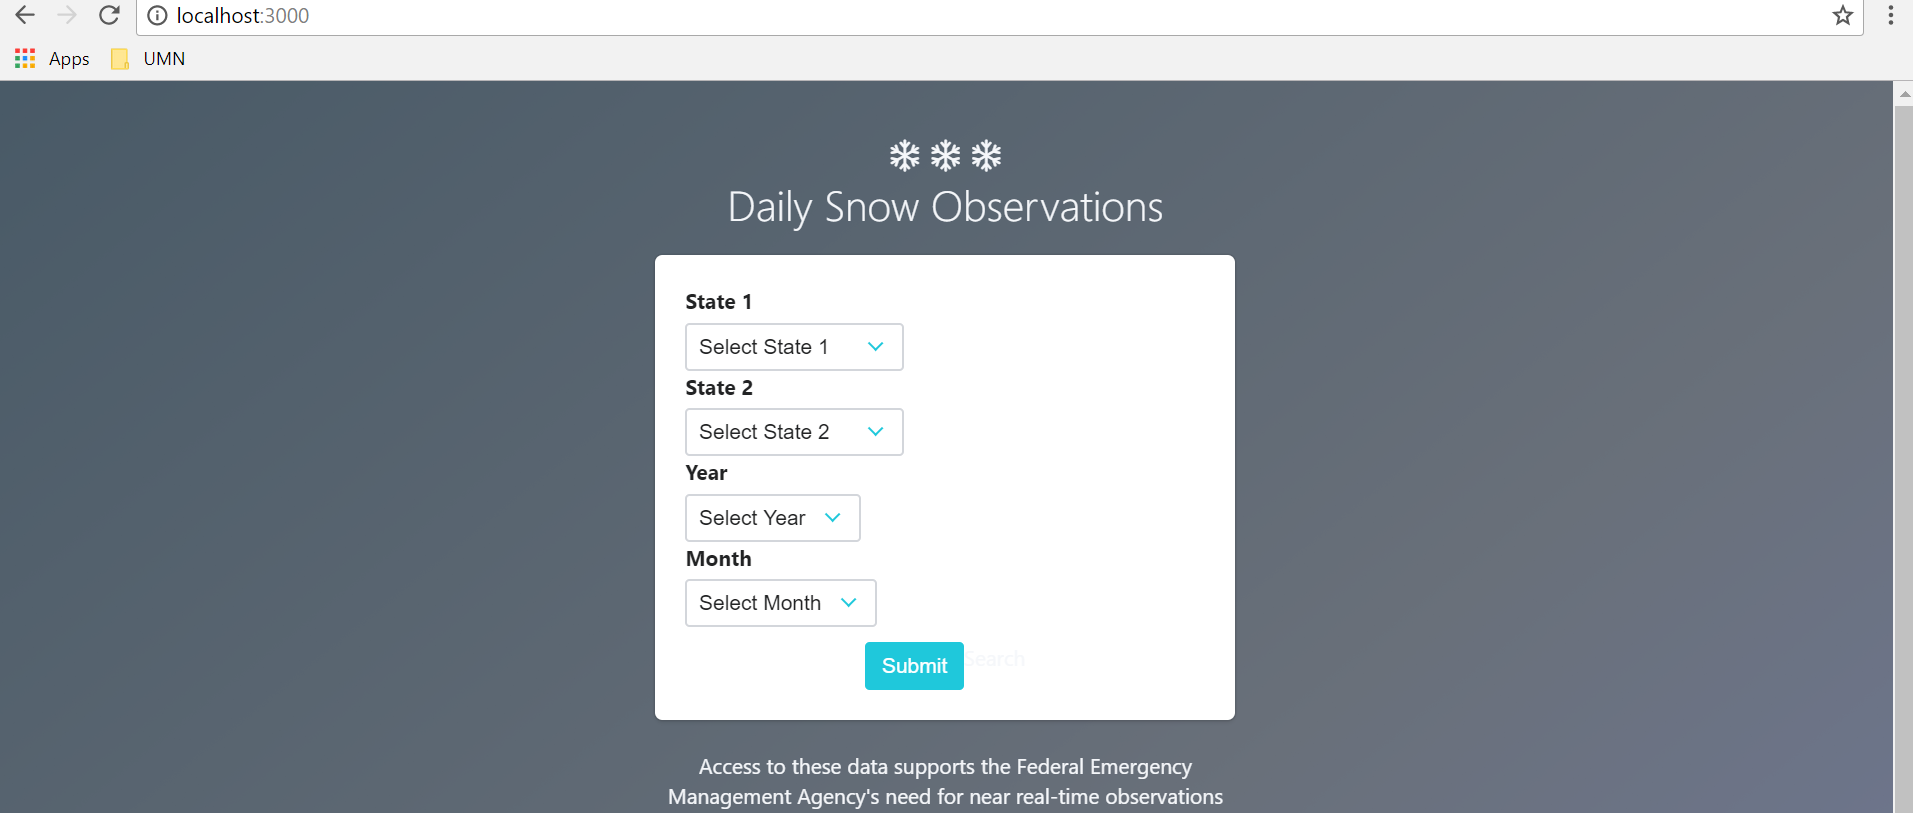 localhost:3000
Apps UMN
Daily Snow Observations
State 1
Select State 1
State 2
Select State 2
Year
Select Year
Month
Select Month
Submit Search
Access to these data supports the Federal Emergency
Management Agency's need for near real-time observations